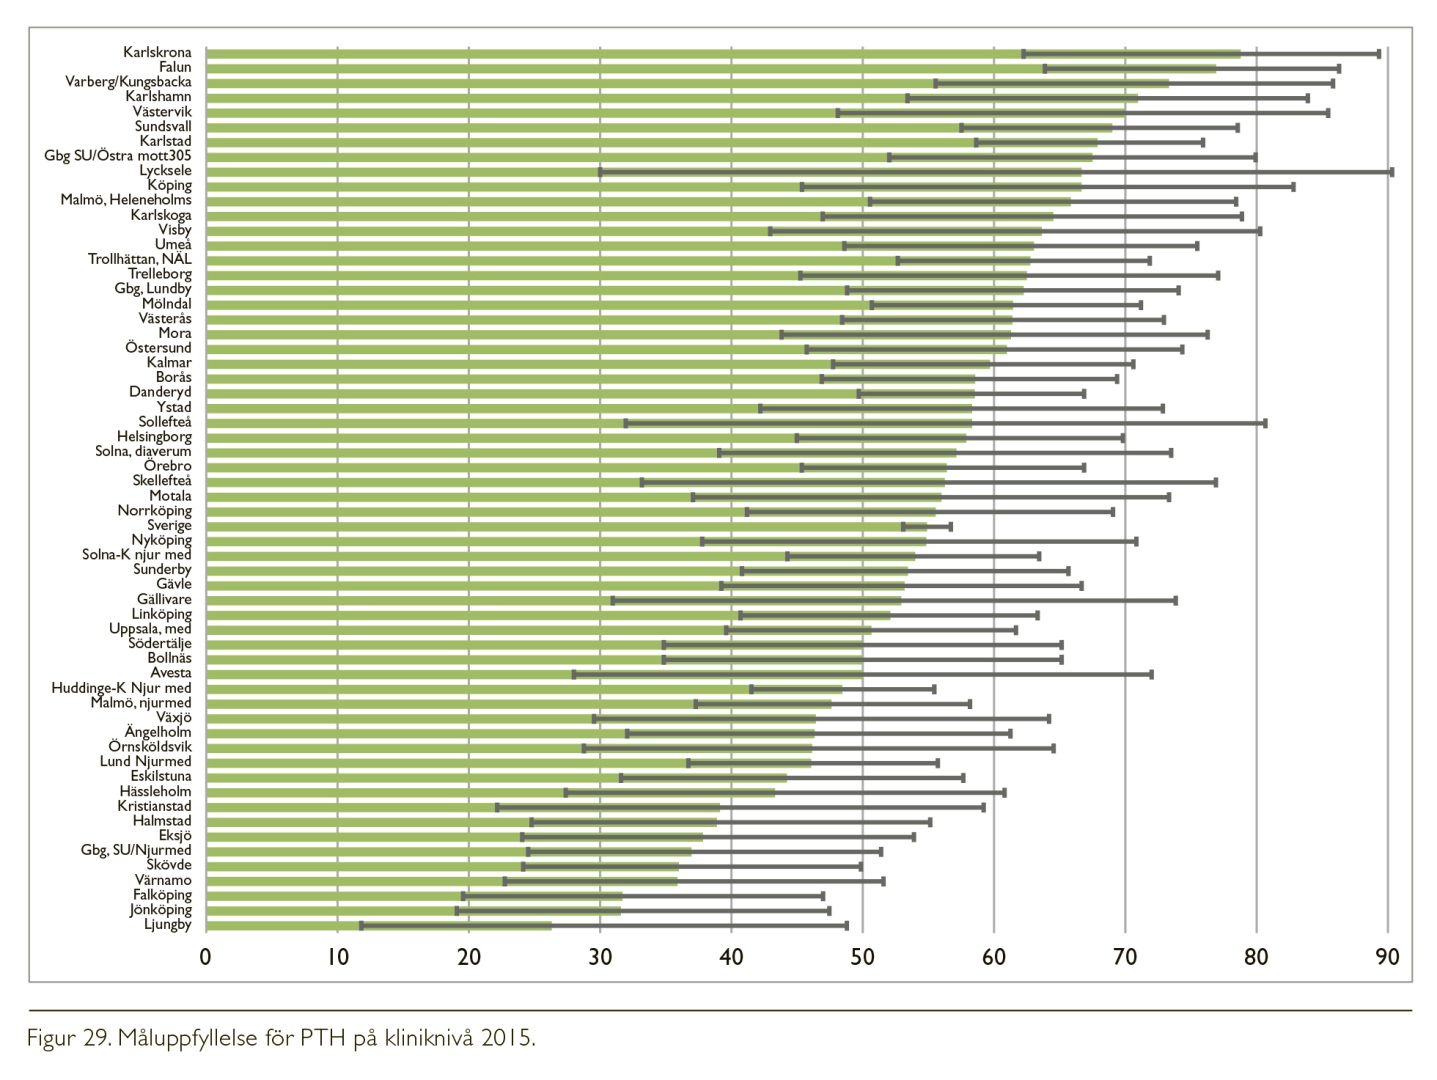 Karlskrona
Falun
Varberg/Kungsbacka
Karlshamn
Västervik
Sundsvall
Karlstad
Gbg SU/Östra mott305
Lycksele
Köping
Malmö, Heleneholms
Karlskoga
Visby
Umeå
Trollhättan, NÄL
Trelleborg
Gbg, Lundby
Mölndal
Västerås
Mora
Östersund
Kalmar
Borås
Danderyd
Ystad
Sollefteå
Helsingborg
Solna, diaverum
Örebro
Skellefteå
Motala
Norrköping
Sverige
Nyköping
Solna-K njur med
Sunderby
Gävle
Gällivare
Linköping
Uppsala, med
Södertälje
Bollnäs
Avesta
Huddinge-K Njur med
Malmö, njurmed
Växjö
Ängelholm
Örnsköldsvik
Lund Njurmed
Eskilstuna
Hässleholm
Kristianstad
Halmstad
Eksjö
Gbg, SU/Njurmed
Skövde
Värnamo
Falköping
Jönköping
Ljungby
0 10 20 30 40 50 60 70 80 90
Figur 29. Måluppfyllelse för PTH på kliniknivå 2015.